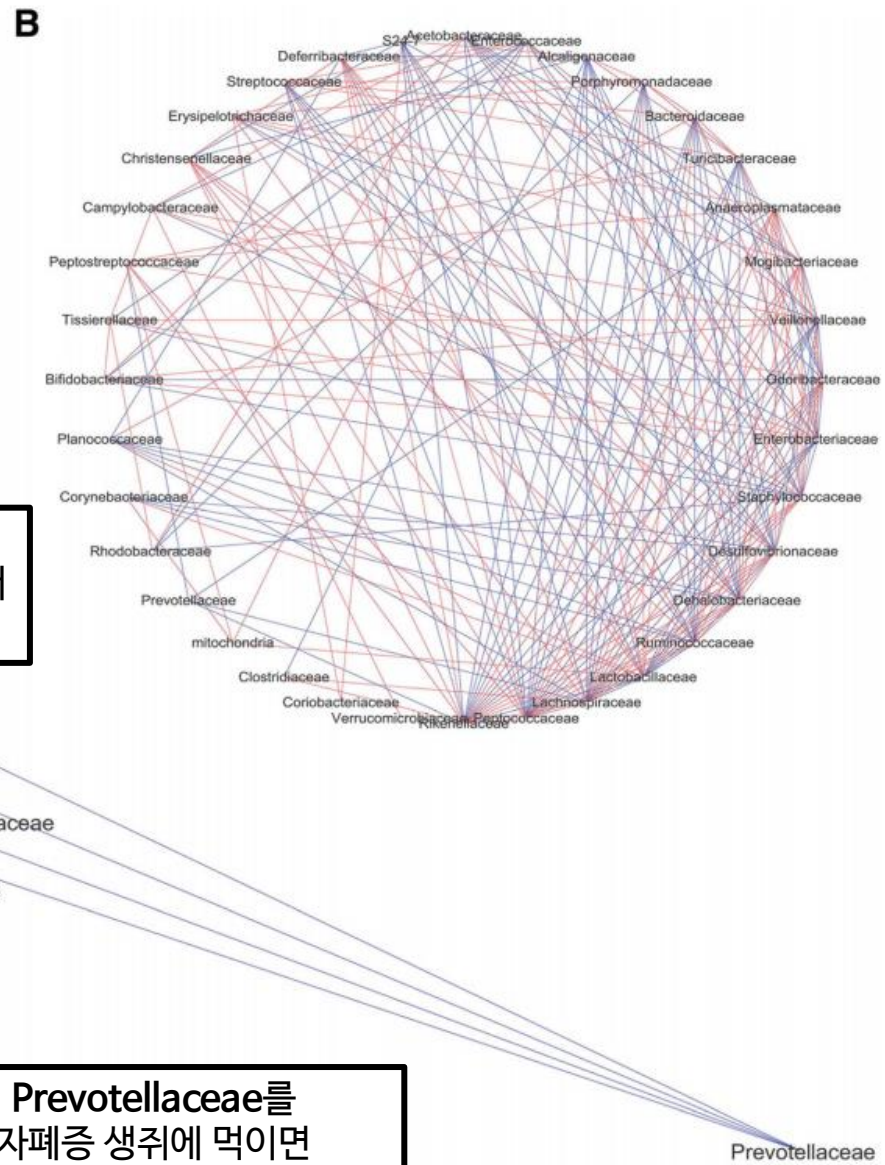 B
Acetobacteraceae
S24-7
Enterococcaceae
Deferribacteraceae
Alcaligenaceae
Streptococcaceae
Porphyromonadaceae
Erysipelotrichaceae
Bacteroidaceae
Christensenellaceae
Turicibacteraceae
Campylobacteraceae
Anaeroplasmataceae
Peptostreptococcaceae
Mogibacteriaceae
Tissierellaceae
Veillonellaceae
Bifidobacteriaceae
Odoribacteraceae
Planococcaceae
Enterobacteriaceae
Corynebacteriaceae
Staphylococcaceae
Rhodobacteraceae
Desulfovibrionaceae
Prevotellaceae
Dehalobacteriaceae
mitochondria
Ruminococcaceae
Clostridiaceae
Lactobacillaceae
Coriobacteriaceae
Lachnospiraceae
Verrucomicrobiaceae
Peptococcaceae
Rikenellaceae
aceae
Prevotellaceae를
자폐증 생쥐에 먹이면
Prevotellaceae